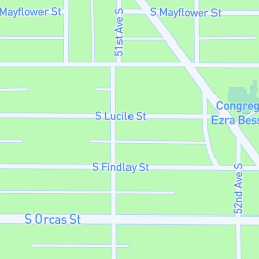 Mayflower St
S Mayflower St
51st Ave S
Congreg
Ezra Bess
S Lucile St
S Findlay St
52nd Ave S
S Orcas St